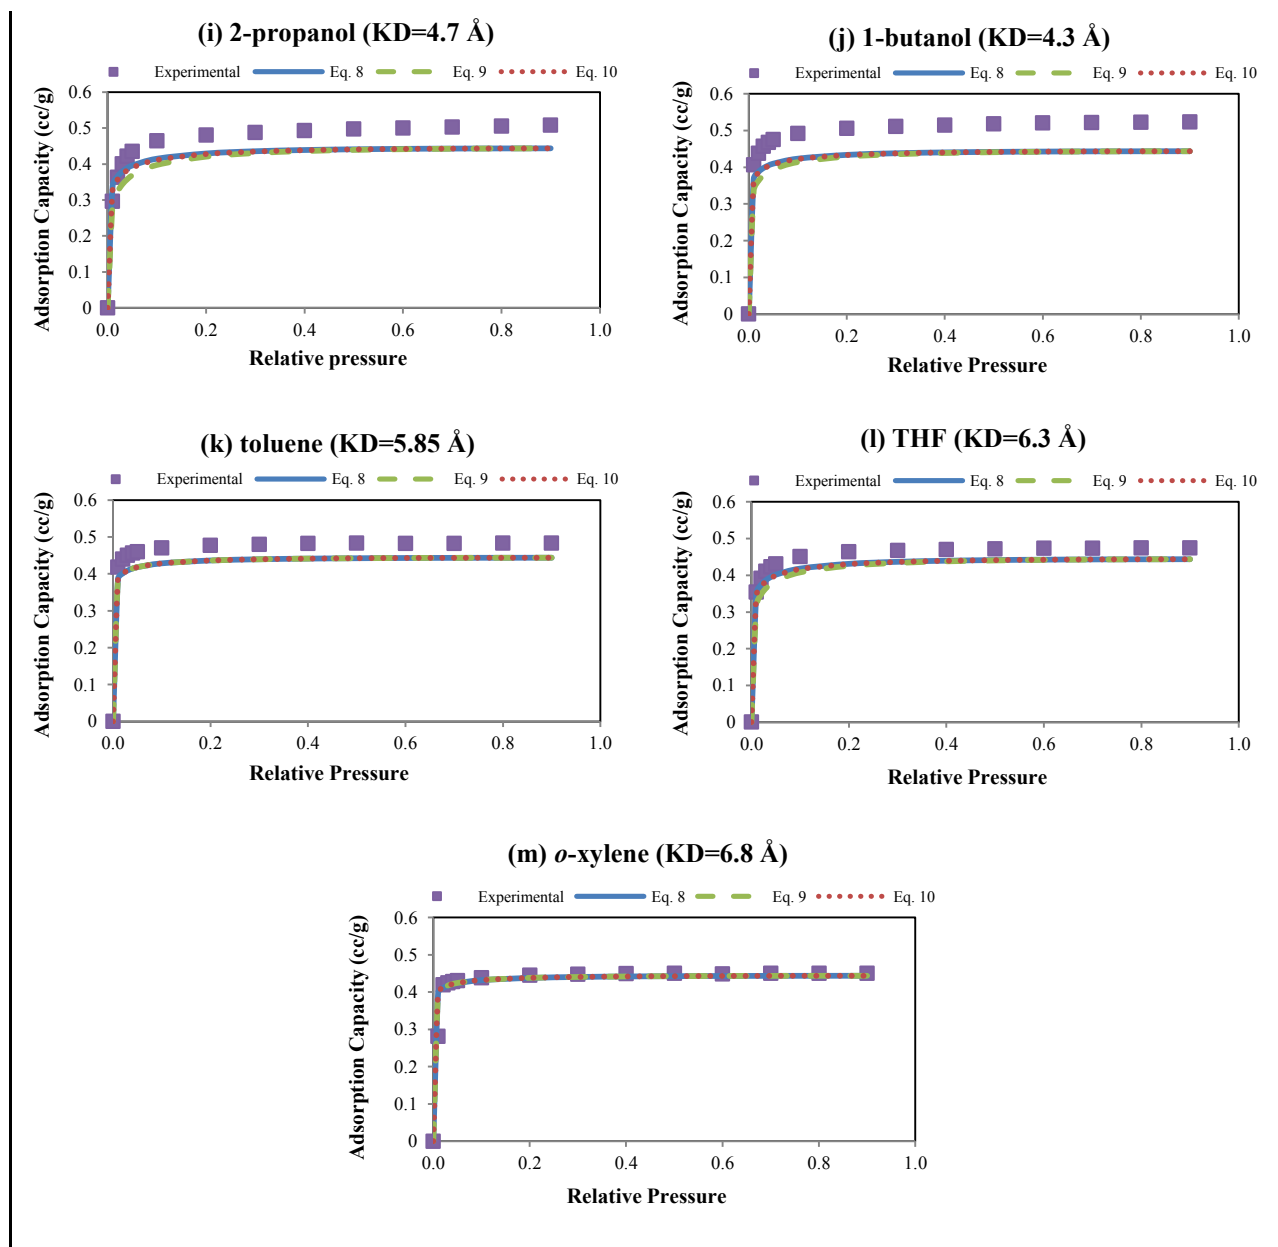 (i) 2-propanol (KD=4.7 Å)
Experimental Eq. 8 Eq. 9 Eq. 10
Adsorption Capacity (cc/g)
0.6
0.5
0.4
0.3
0.2
0.1
0
0.0 0.2 0.4 0.6 0.8 1.0
Relative pressure
(j) 1-butanol (KD=4.3 Å)
Experimental Eq. 8 Eq. 9 Eq. 10
Adsorption Capacity (cc/g)
0.6
0.5
0.4
0.3
0.2
0.1
0
0.0 0.2 0.4 0.6 0.8 1.0
Relative Pressure
(k) toluene (KD=5.85 Å)
Experimental Eq. 8 Eq. 9 Eq. 10
Adsorption Capacity (cc/g)
0.6
0.5
0.4
0.3
0.2
0.1
0
0.0 0.2 0.4 0.6 0.8 1.0
Relative Pressure
(l) THF (KD=6.3 Å)
Experimental Eq. 8 Eq. 9 Eq. 10
Adsorption Capacity (cc/g)
0.6
0.5
0.4
0.3
0.2
0.1
0
0.0 0.2 0.4 0.6 0.8 1.0
Relative Pressure
(m) o-xylene (KD=6.8 Å)
Experimental Eq. 8 Eq. 9 Eq. 10
Adsorption Capacity (cc/g)
0.6
0.5
0.4
0.3
0.2
0.1
0
0.0 0.2 0.4 0.6 0.8 1.0
Relative Pressure